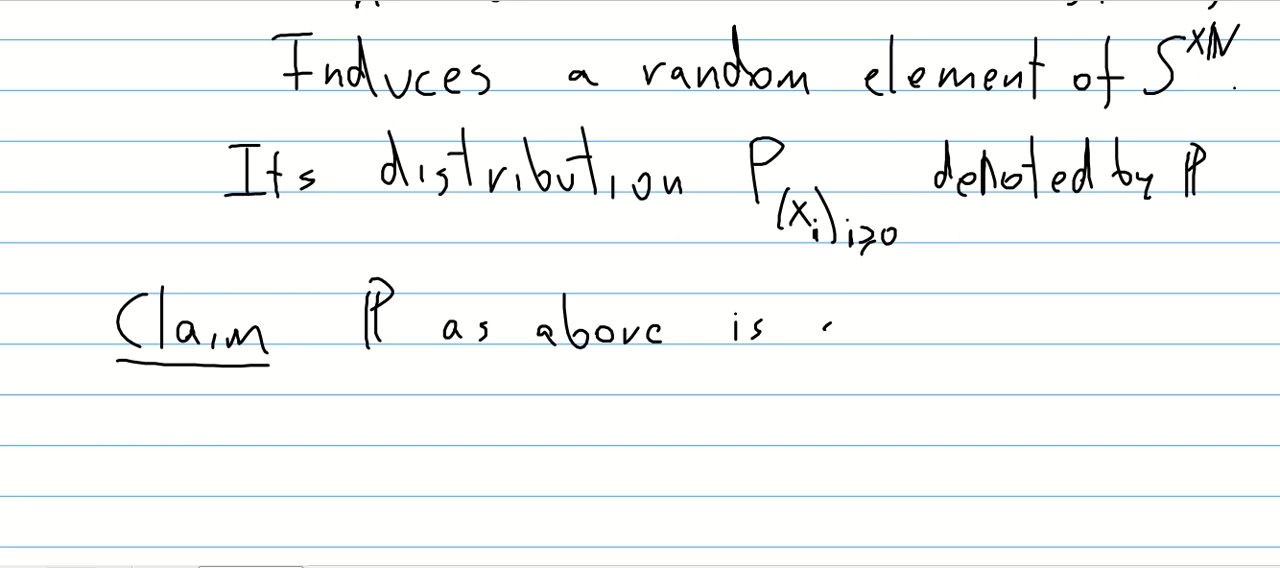 Induces a random element of S^{×ℕ}.
Its distribution P_{(X_i)_{i≥0}} denoted by ℙ
Claim ℙ as above is